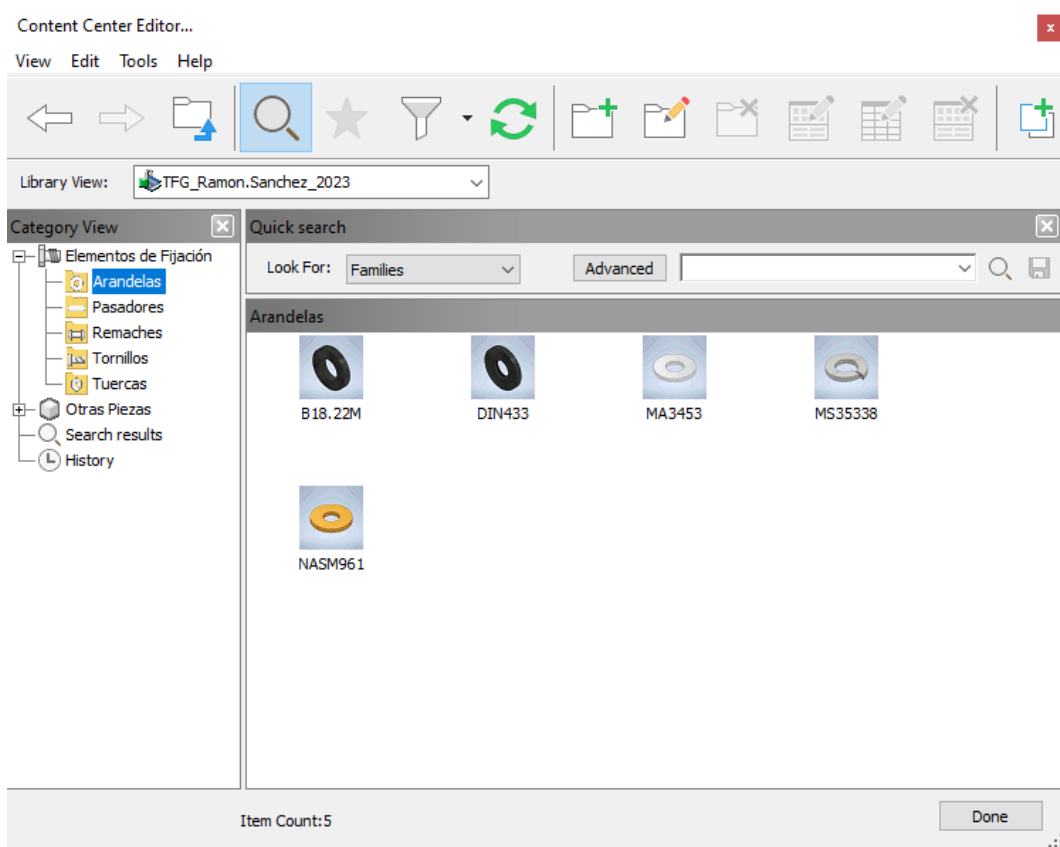 Content Center Editor...
x
View Edit Tools Help
Library View: TFG_Ramon.Sanchez_2023
Category View
Elementos de Fijación
Arandelas
Pasadores
Remaches
Tornillos
Tuercas
Otras Piezas
Search results
History
Quick search
Look For: Families Advanced
Arandelas
B18.22M DIN433 MA3453 MS35338
NASM961
Item Count:5
Done